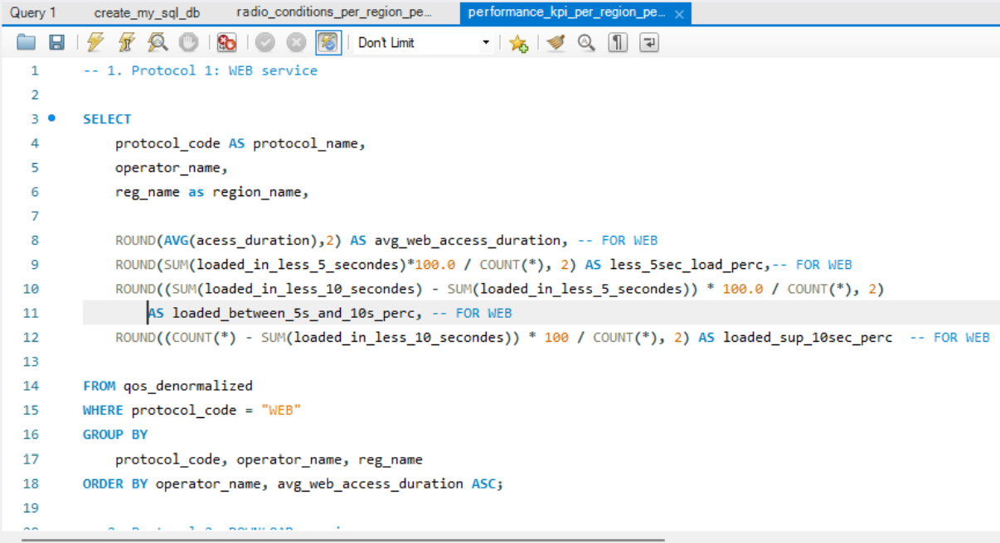 Query 1 create_my_sql_db radio_conditions_per_region_pe... performance_kpi_per_region_pe...
Don't Limit
1 -- 1. Protocol 1: WEB service
2
3 SELECT
4 protocol_code AS protocol_name,
5 operator_name,
6 reg_name as region_name,
7
8 ROUND(AVG(acess_duration),2) AS avg_web_access_duration, -- FOR WEB
9 ROUND(SUM(loaded_in_less_5_secondes)*100.0 / COUNT(*), 2) AS less_5sec_load_perc,-- FOR WEB
10 ROUND((SUM(loaded_in_less_10_secondes) - SUM(loaded_in_less_5_secondes)) * 100.0 / COUNT(*), 2)
11 AS loaded_between_5s_and_10s_perc, -- FOR WEB
12 ROUND((COUNT(*) - SUM(loaded_in_less_10_secondes)) * 100 / COUNT(*), 2) AS loaded_sup_10sec_perc -- FOR WEB
13
14 FROM qos_denormalized
15 WHERE protocol_code = "WEB"
16 GROUP BY
17 protocol_code, operator_name, reg_name
18 ORDER BY operator_name, avg_web_access_duration ASC;
19